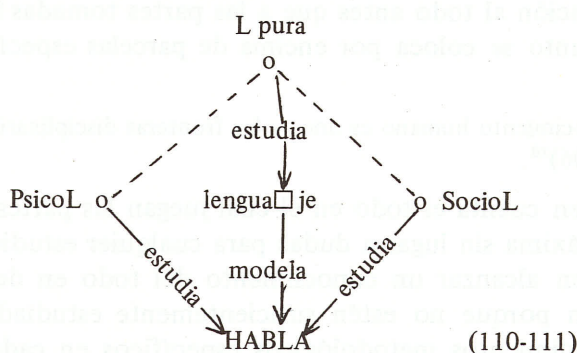 L pura
o
estudia
PsicoL o lengua□je o SocioL
estudia modela estudia
HABLA (110-111)